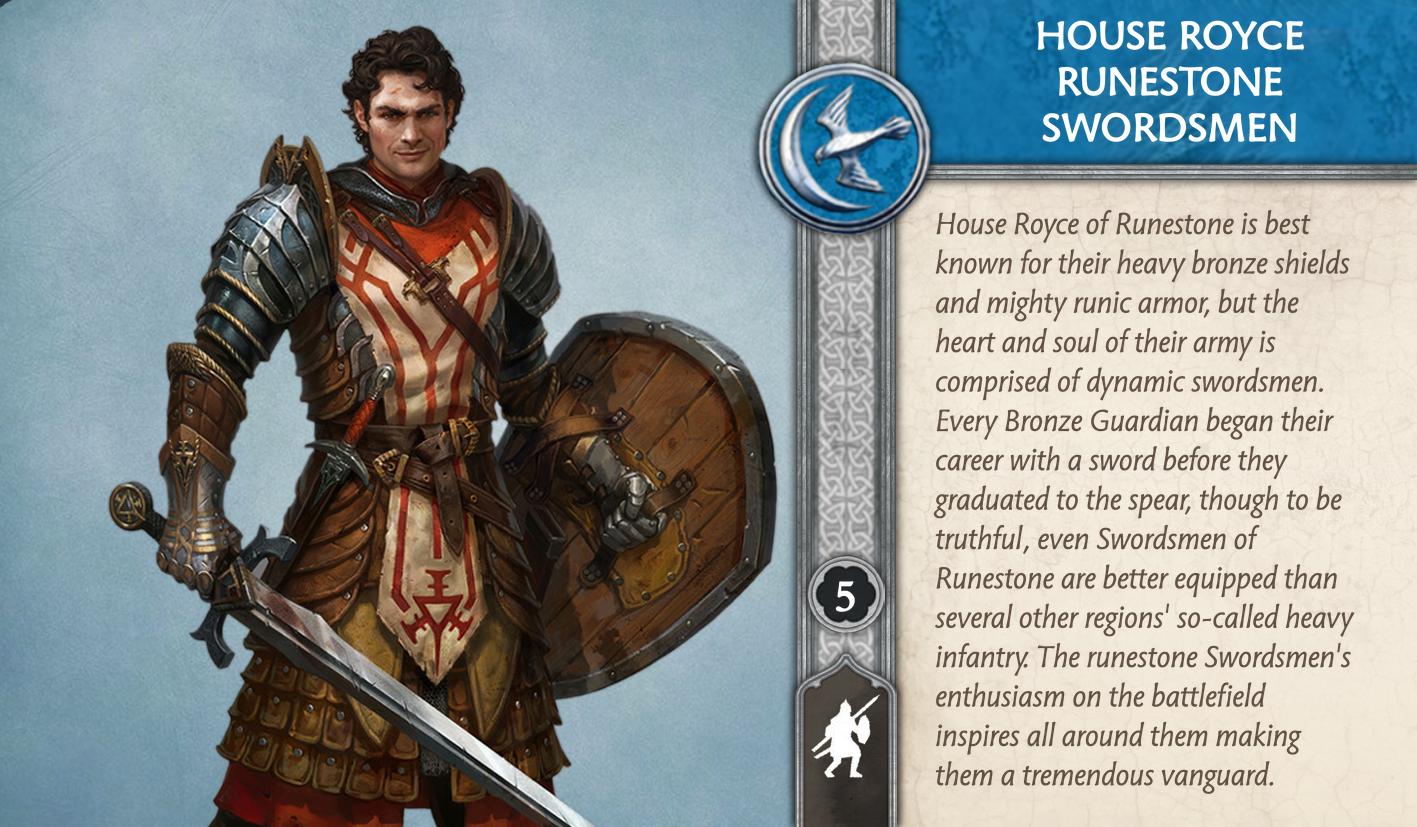 HOUSE ROYCE
RUNESTONE
SWORDSMEN
House Royce of Runestone is best
known for their heavy bronze shields
and mighty runic armor, but the
heart and soul of their army is
comprised of dynamic swordsmen.
Every Bronze Guardian began their
career with a sword before they
graduated to the spear, though to be
truthful, even Swordsmen of
Runestone are better equipped than
several other regions' so-called heavy
infantry. The runestone Swordsmen's
enthusiasm on the battlefield
inspires all around them making
them a tremendous vanguard.
5